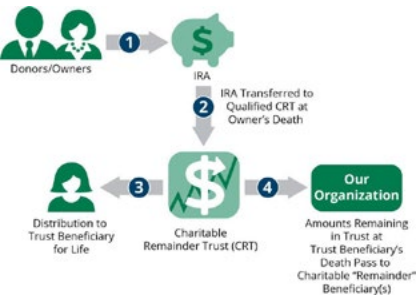 1
$
Donors/Owners
IRA
2
IRA Transferred to
Qualified CRT at
Owner's Death
3
$
4
Our
Organization
Distribution to
Trust Beneficiary
for Life
Charitable
Remainder Trust (CRT)
Amounts Remaining
in Trust at
Trust Beneficiary's
Death Pass to
Charitable "Remainder"
Beneficiary(s)